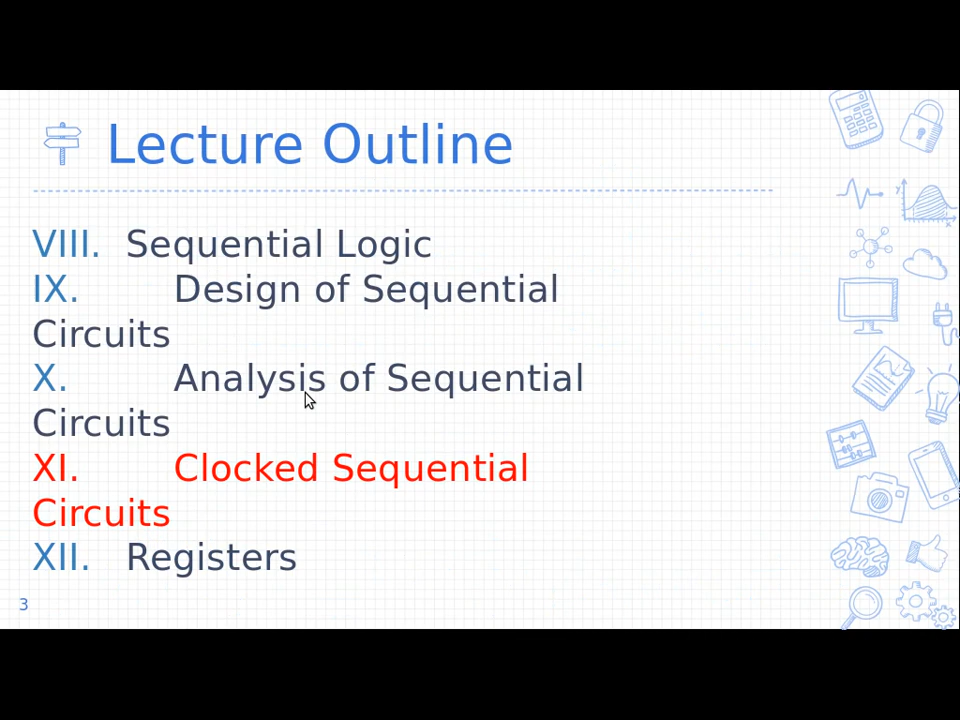 Lecture Outline
VIII. Sequential Logic
IX. Design of Sequential
Circuits
X. Analysis of Sequential
Circuits
XI. Clocked Sequential
Circuits
XII. Registers
3